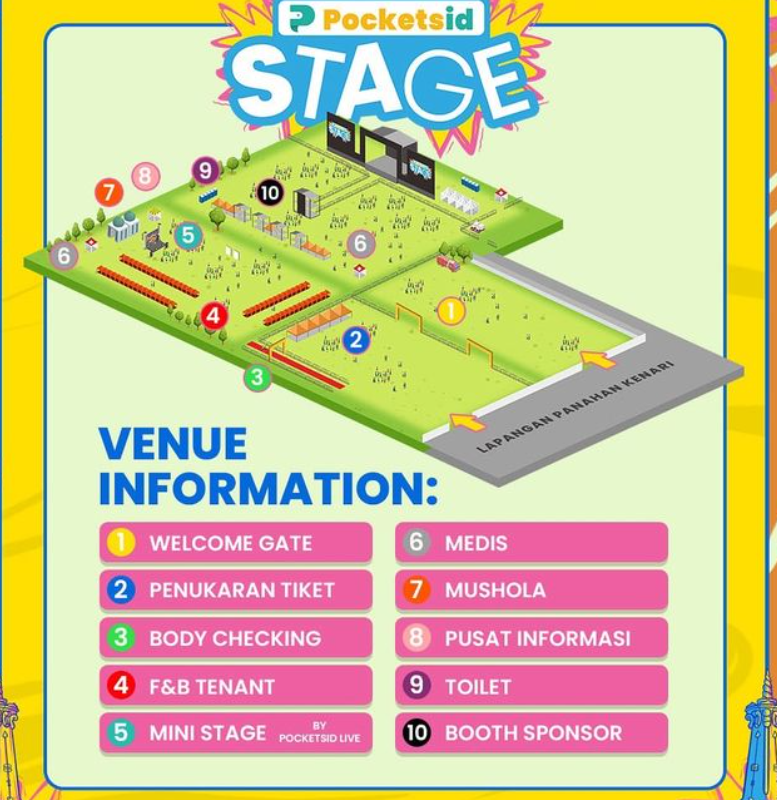 Pocketsid
STAGE
9
8
10
7
5
6
6
1
4
2
3
LAPANGAN PANAHAN KENARI
VENUE
INFORMATION:
1 WELCOME GATE
2 PENUKARAN TIKET
3 BODY CHECKING
4 F&B TENANT
5 MINI STAGE BY
POCKETSID LIVE
6 MEDIS
7 MUSHOLA
8 PUSAT INFORMASI
9 TOILET
10 BOOTH SPONSOR